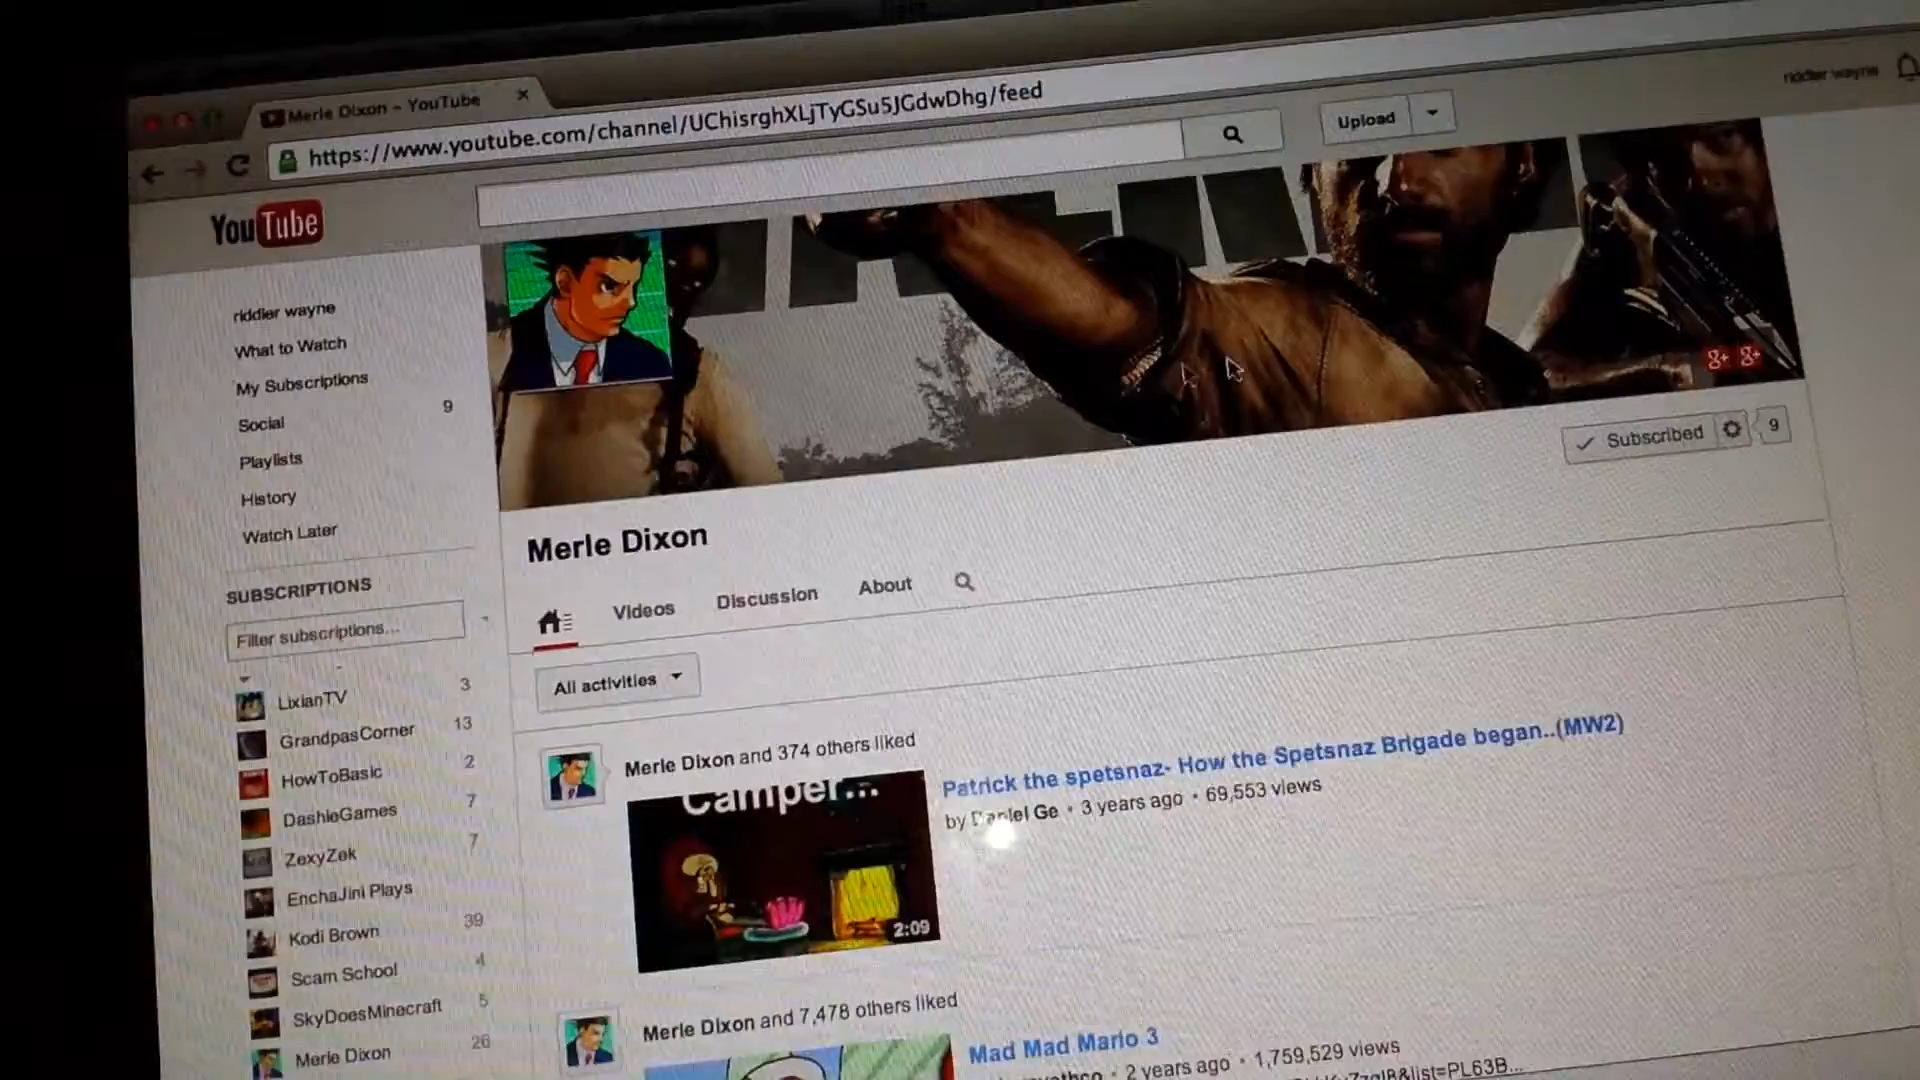 Merle Dixon - YouTube
https://www.youtube.com/channel/UChisrghXLjTyGSu5JGdwDhg/feed
riddler wayne
YouTube
Upload
riddler wayne
What to Watch
My Subscriptions
Social 9
Playlists
History
Watch Later
SUBSCRIPTIONS
Filter subscriptions...
LixianTV 3
GrandpasCorner 13
HowToBasic 2
DashieGames 7
ZexyZek 7
EnchaJini Plays
Kodi Brown 39
Scam School 4
SkyDoesMinecraft 5
Merle Dixon 26
g+ g+
Subscribed 9
Merle Dixon
Videos Discussion About
All activities
Merle Dixon and 374 others liked
Camper...
2:09
Patrick the spetsnaz- How the Spetsnaz Brigade began..(MW2)
by Daniel Ge • 3 years ago • 69,553 views
Merle Dixon and 7,478 others liked
Mad Mad Mario 3
2 years ago • 1,759,529 views